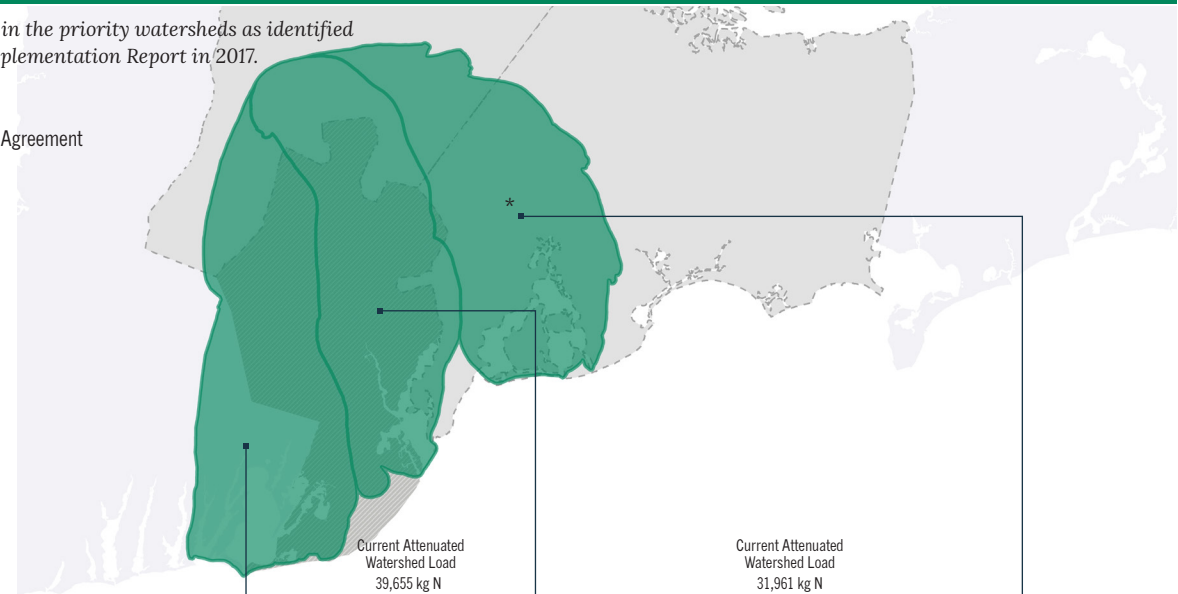 in the priority watersheds as identified
plementation Report in 2017.
Agreement
*
Current Attenuated
Watershed Load
39,655 kg N
Current Attenuated
Watershed Load
31,961 kg N